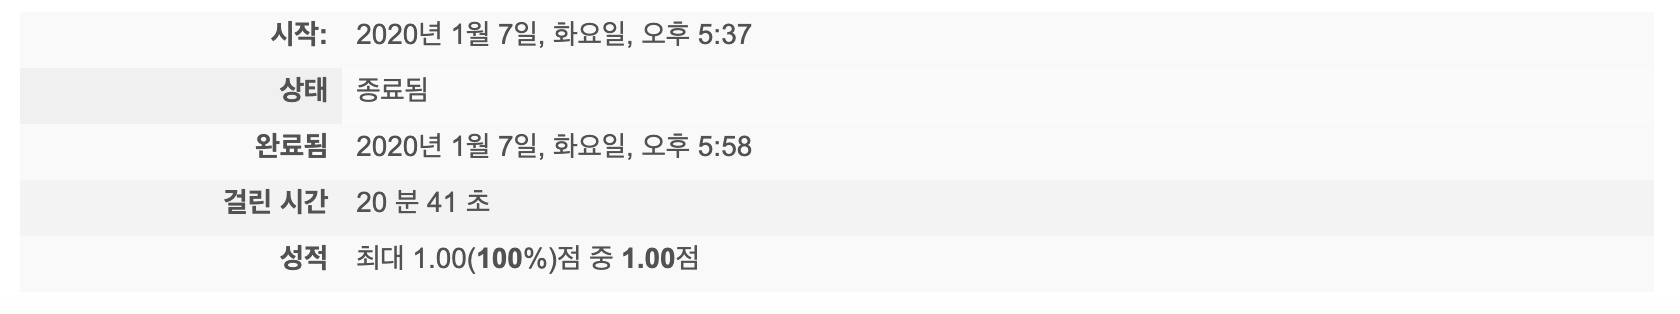 시작: 2020년 1월 7일, 화요일, 오후 5:37
상태 종료됨
완료됨 2020년 1월 7일, 화요일, 오후 5:58
걸린 시간 20 분 41 초
성적 최대 1.00(100%)점 중 1.00점